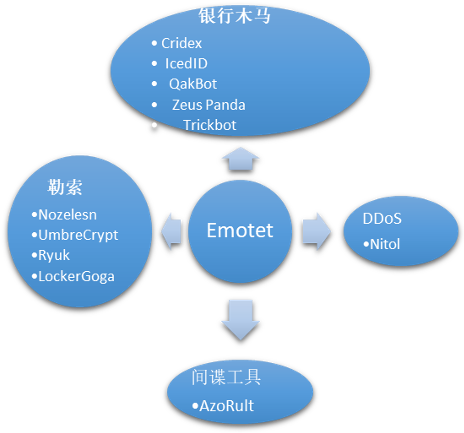 银行木马
• Cridex
• IcedID
• QakBot
• Zeus Panda
• Trickbot
勒索
•Nozelesn
•UmbreCrypt
•Ryuk
•LockerGoga
Emotet
DDoS
•Nitol
间谍工具
•AzoRult